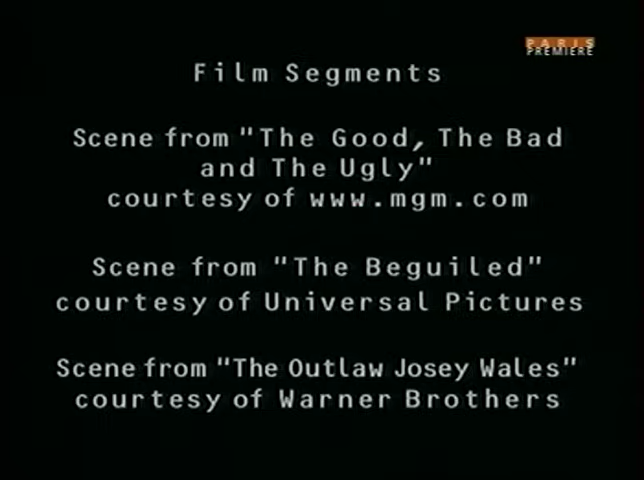 PARIS
PREMIERE
Film Segments
Scene from "The Good, The Bad
and The Ugly"
courtesy of www.mgm.com
Scene from "The Beguiled"
courtesy of Universal Pictures
Scene from "The Outlaw Josey Wales"
courtesy of Warner Brothers